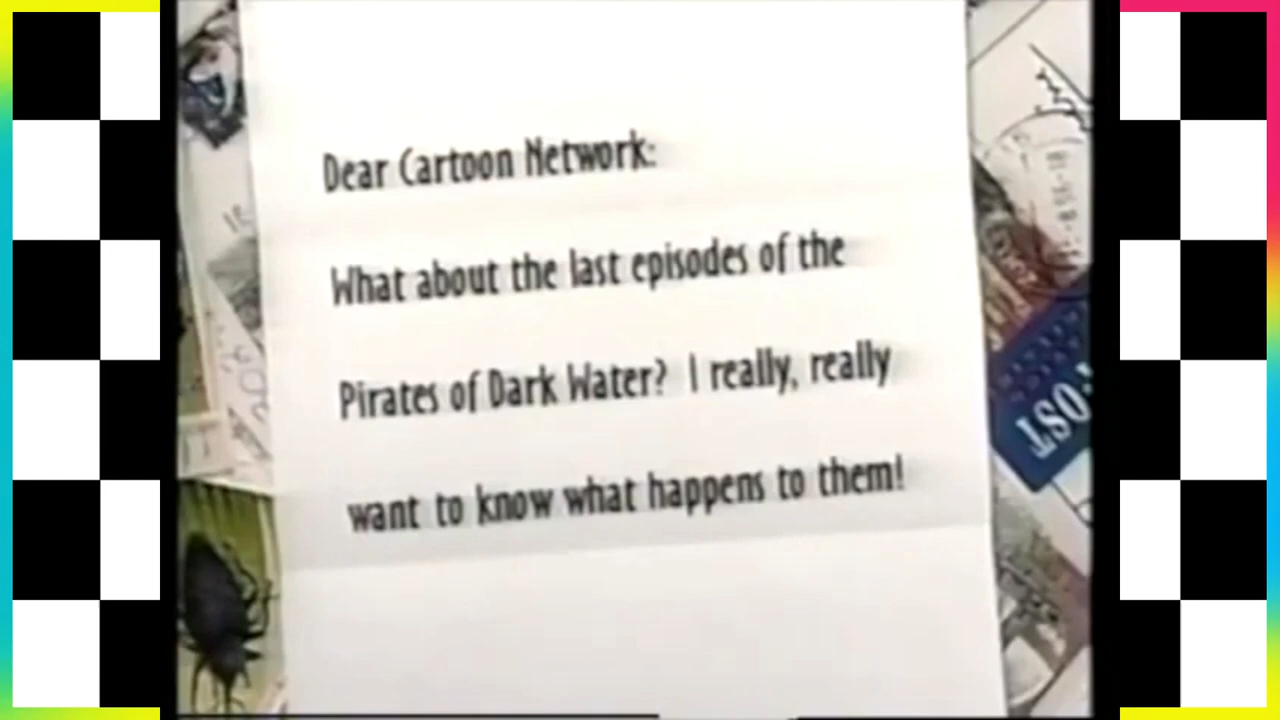 Dear Cartoon Network:
What about the last episodes of the
Pirates of Dark Water?  I really, really
want to know what happens to them!
OST